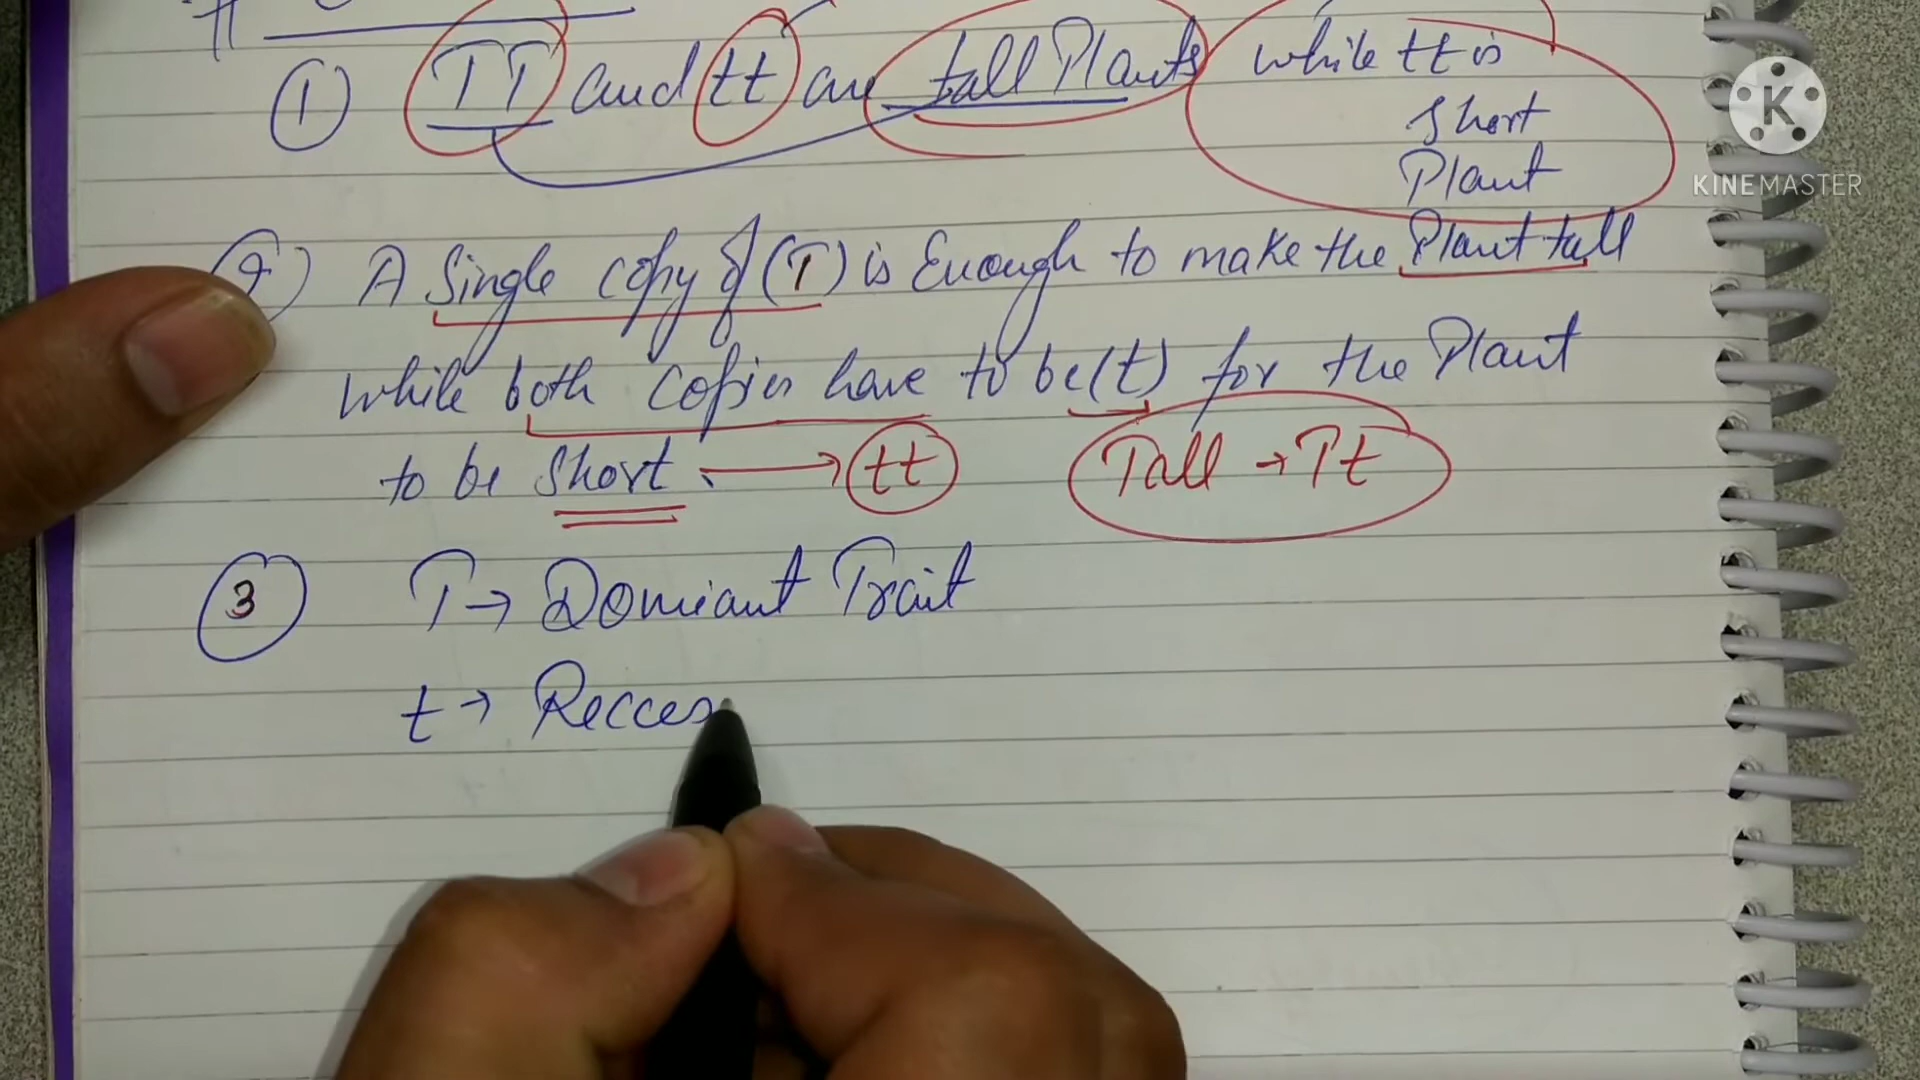 #
① TT and tt are tall Plants while tt is
short
Plant
2) A Single copy of (T) is Enough to make the Plant tall
while both copies have to be (t) for the Plant
to be short → tt Tall → Tt
③ T → Domiant Trait
t → Recces
KINEMASTER